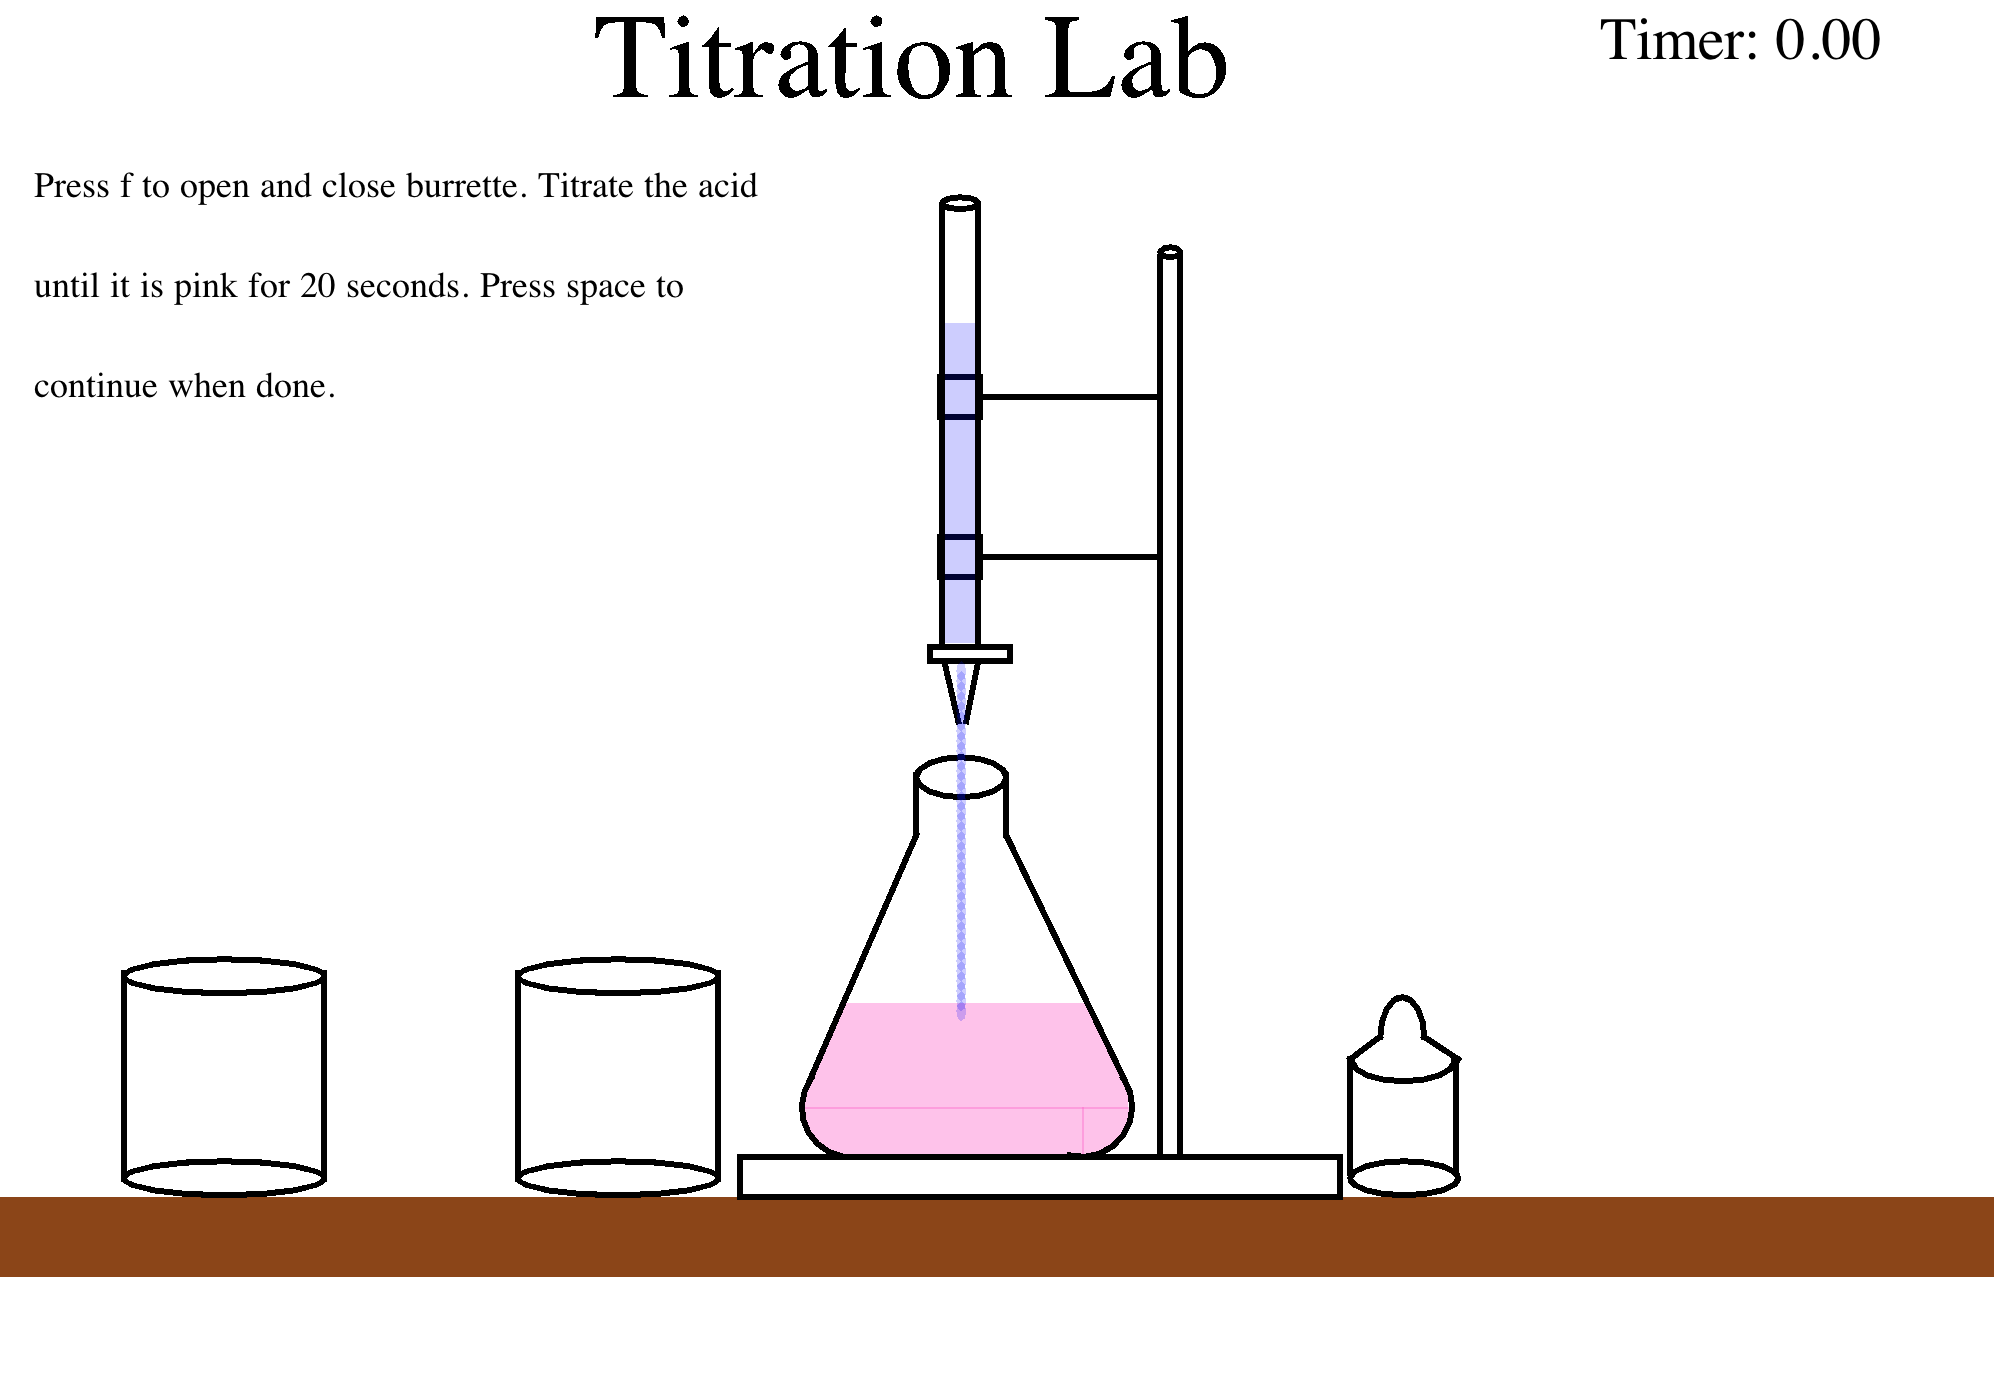 Titration Lab
Timer: 0.00
Press f to open and close burrette. Titrate the acid
until it is pink for 20 seconds. Press space to
continue when done.